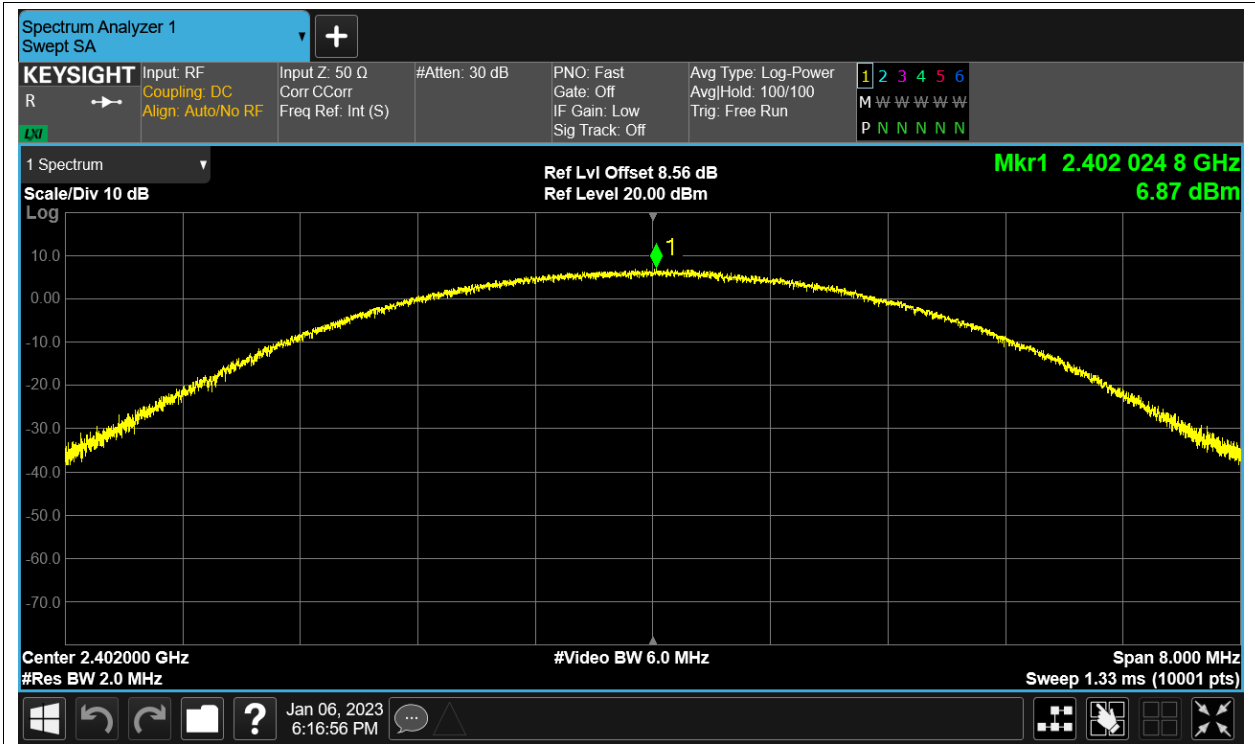 Spectrum Analyzer 1
Swept SA
KEYSIGHT
R
LXI
Input: RF
Coupling: DC
Align: Auto/No RF
Input Z: 50 Ω
Corr CCorr
Freq Ref: Int (S)
#Atten: 30 dB
PNO: Fast
Gate: Off
IF Gain: Low
Sig Track: Off
Avg Type: Log-Power
Avg|Hold: 100/100
Trig: Free Run
1 2 3 4 5 6
M W W W W W W
P N N N N N N
1 Spectrum
Scale/Div 10 dB
Log
Ref Lvl Offset 8.56 dB
Ref Level 20.00 dBm
Mkr1 2.402 024 8 GHz
6.87 dBm
1
10.0
0.00
-10.0
-20.0
-30.0
-40.0
-50.0
-60.0
-70.0
Center 2.402000 GHz
#Video BW 6.0 MHz
Span 8.000 MHz
#Res BW 2.0 MHz
Sweep 1.33 ms (10001 pts)
?
Jan 06, 2023
6:16:56 PM